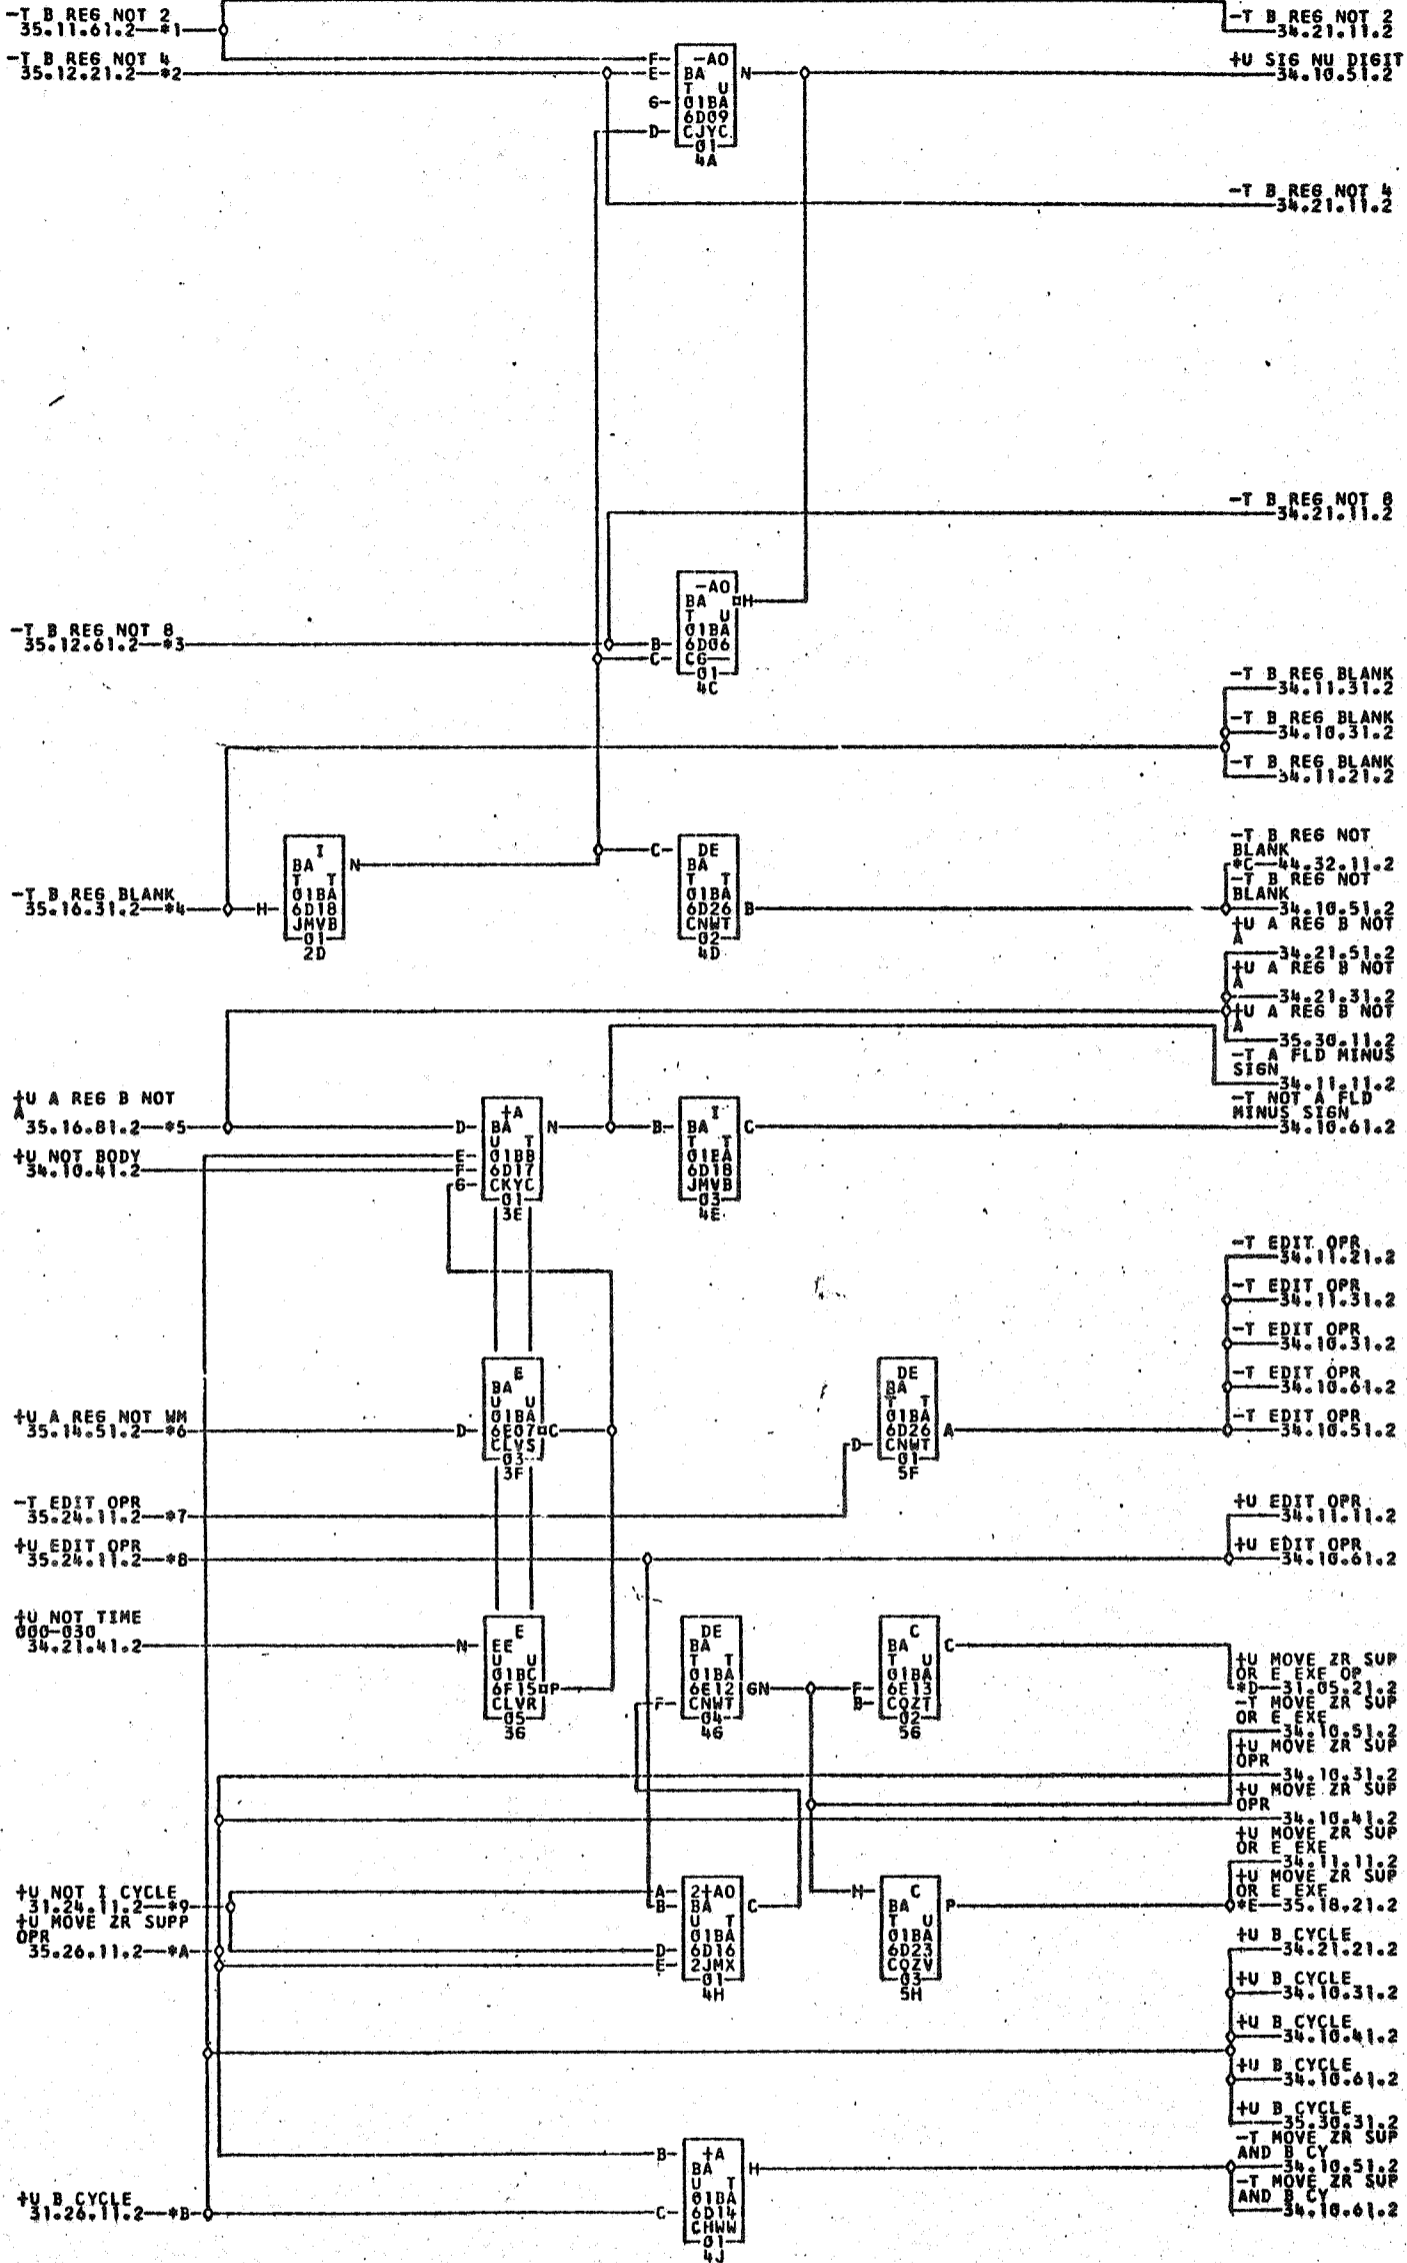 -T B REG NOT 2
35.11.61.2—*1
-T B REG NOT 2
34.21.11.2
-T B REG NOT 4
35.12.21.2—*2
+U SIG NU DIGIT
34.10.51.2
F
E
G
D
-AO
BA
T U
01BA
6D09
CJYC
01
4A
N
-T B REG NOT 4
34.21.11.2
-T B REG NOT 8
34.21.11.2
-T B REG NOT 8
35.12.61.2—*3
B
C
-AO
BA
T U
01BA
6D06
CG
01
4C
H
-T B REG BLANK
34.11.31.2
-T B REG BLANK
34.10.31.2
-T B REG BLANK
34.11.21.2
-T B REG BLANK
35.16.31.2—*4
H
I
BA
T T
01BA
6D18
JMVB
01
2D
N
C
DE
BA
T T
01BA
6D26
CNWT
02
4D
B
-T B REG NOT
BLANK
*C—44.32.11.2
-T B REG NOT
BLANK
34.10.51.2
+U A REG B NOT
A
34.21.51.2
+U A REG B NOT
A
34.21.31.2
+U A REG B NOT
A
35.30.11.2
-T A FLD MINUS
SIGN
34.11.11.2
-T NOT A FLD
MINUS SIGN
34.10.61.2
+U A REG B NOT
A
35.16.81.2—*5
+U NOT BODY
34.10.41.2
D
E
F
G
+A
BA
U T
01BB
6D17
CKYC
01
3E
N
B
I
BA
T T
01EA
6D18
JMVB
03
4E
C
-T EDIT OPR
34.11.21.2
-T EDIT OPR
34.11.31.2
-T EDIT OPR
34.10.31.2
-T EDIT OPR
34.10.61.2
-T EDIT OPR
34.10.51.2
+U A REG NOT WM
35.14.51.2—*6
D
E
BA
U U
01BA
6E07
CLVS
03
3F
C
D
DE
BA
T T
01BA
6D26
CNWT
01
5F
A
-T EDIT OPR
35.24.11.2—*7
+U EDIT OPR
35.24.11.2—*8
+U EDIT OPR
34.11.11.2
+U EDIT OPR
34.10.61.2
+U NOT TIME
000-030
34.21.41.2
N
E
EE
U U
01BC
6F15
CLVR
05
3G
P
F
DE
BA
T T
01BA
6E12
CNWT
04
4G
GN
F
B
C
BA
T U
01BA
6E13
CQZT
02
5G
C
+U MOVE ZR SUP
OR E EXE OP
*D—31.05.21.2
-T MOVE ZR SUP
OR E EXE
34.10.51.2
+U MOVE ZR SUP
OPR
34.10.31.2
+U MOVE ZR SUP
OPR
34.10.41.2
+U MOVE ZR SUP
OR E EXE
34.11.11.2
+U MOVE ZR SUP
OR E EXE
*E—35.18.21.2
+U NOT I CYCLE
31.24.11.2—*9
+U MOVE ZR SUPP
OPR
35.26.11.2—*A
A
B
D
E
2+AO
BA
U T
01BA
6D16
2JMX
01
4H
C
N
C
BA
T U
01BA
6D23
CQZV
03
5H
P
+U B CYCLE
34.21.21.2
+U B CYCLE
34.10.31.2
+U B CYCLE
34.10.41.2
+U B CYCLE
34.10.61.2
+U B CYCLE
35.30.31.2
-T MOVE ZR SUP
AND B CY
34.10.51.2
-T MOVE ZR SUP
AND B CY
34.10.61.2
+U B CYCLE
31.26.11.2—*B
B
C
+A
BA
U T
01BA
6D14
CHWW
01
4J
H